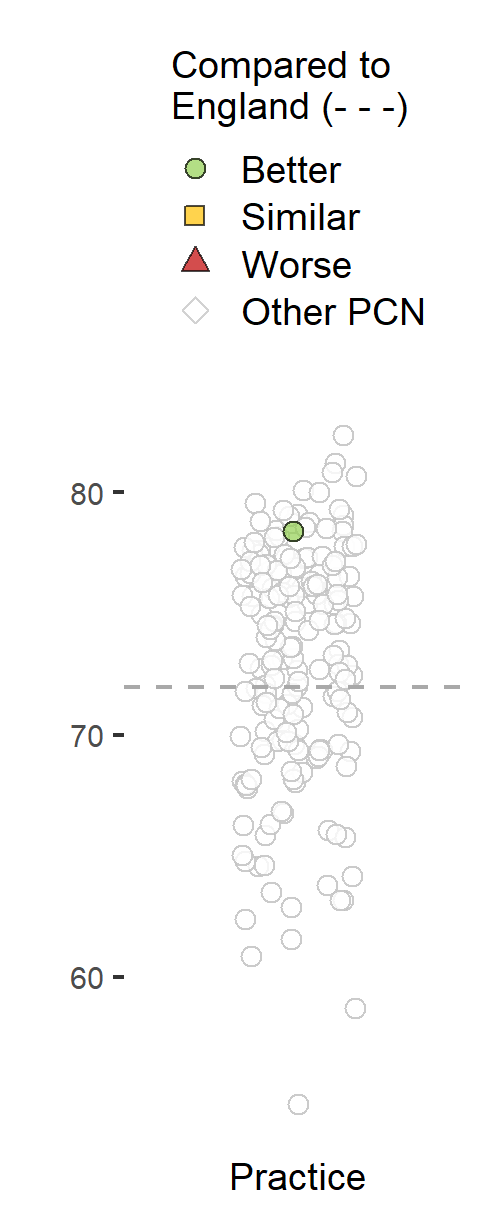 Compared to
England (- - -)
Better
Similar
Worse
Other PCN
80
70
60
Practice